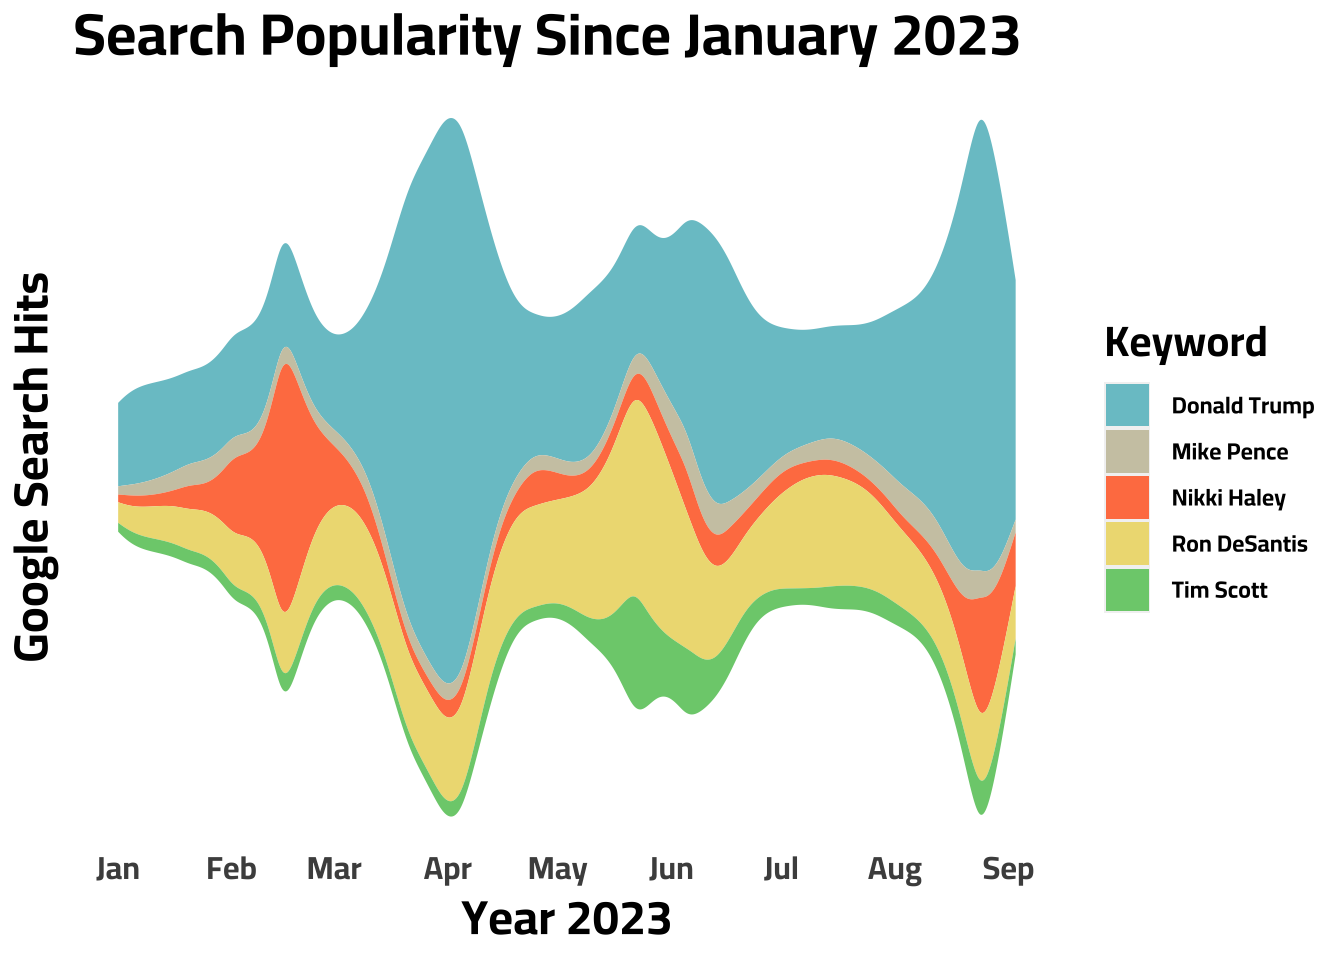 Search Popularity Since January 2023
Google Search Hits
Keyword
Donald Trump
Mike Pence
Nikki Haley
Ron DeSantis
Tim Scott
Jan Feb Mar Apr May Jun Jul Aug Sep
Year 2023